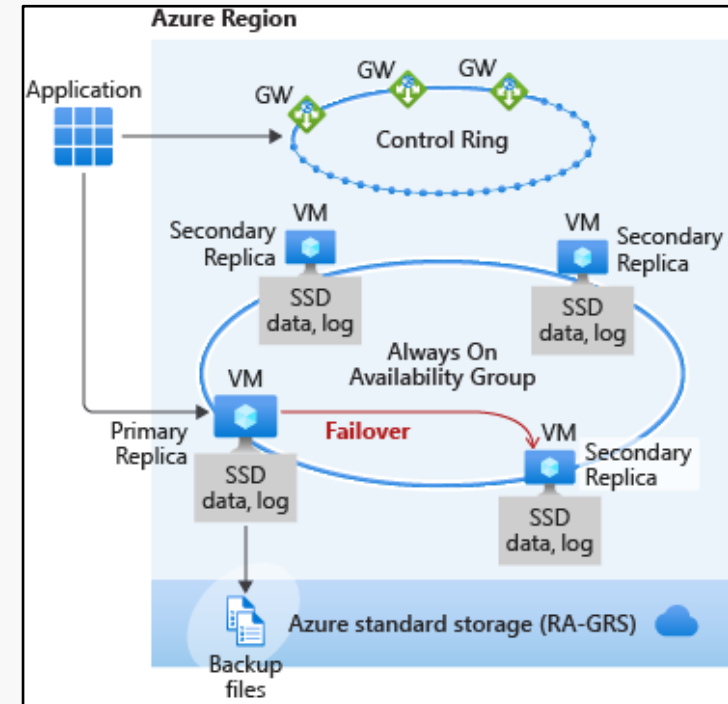 Azure Region
Application
GW
GW
GW
Control Ring
VM
Secondary
Replica
SSD
data, log
VM
Secondary
Replica
SSD
data, log
Always On
Availability Group
VM
Primary
Replica
SSD
data, log
Failover
VM
Secondary
Replica
SSD
data, log
Azure standard storage (RA-GRS)
Backup
files